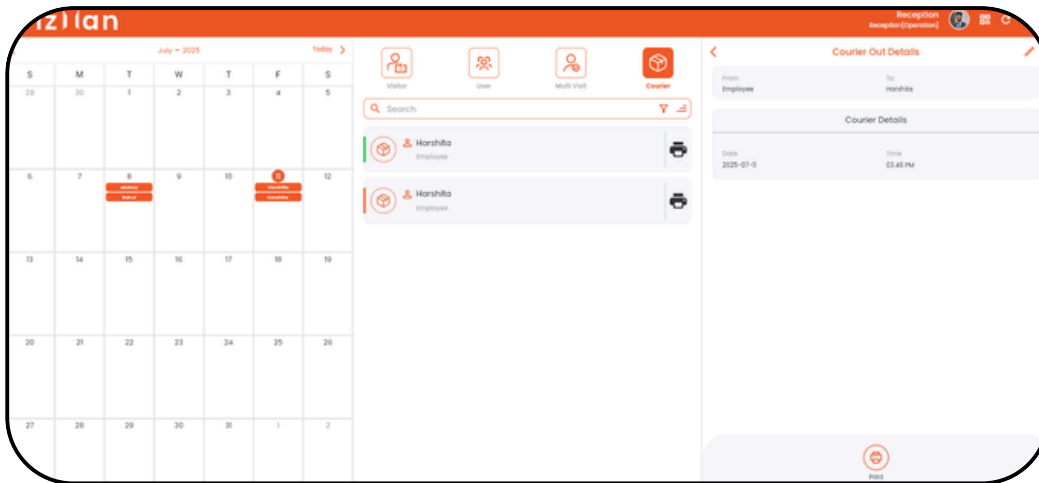 Reception
Reception(Operation)
July - 2025
Today
S M T W T F S
29 30 1 2 3 4 5
6 7 8 9 10 11 12
Harshita
Harshita
13 14 15 16 17 18 19
20 21 22 23 24 25 26
27 28 29 30 31 1 2
Visitor
User
Multi Visit
Courier
Search
Harshita
Employee
Harshita
Employee
Courier Out Details
From
To
Employee
Harshita
Courier Details
Date
Time
2025-07-11
03.45 PM
Print